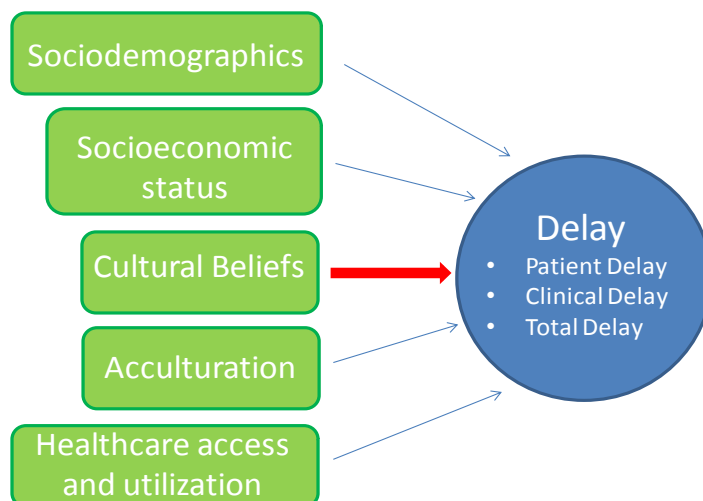 Sociodemographics
Socioeconomic
status
Cultural Beliefs
Acculturation
Healthcare access
and utilization
Delay
• Patient Delay
• Clinical Delay
• Total Delay